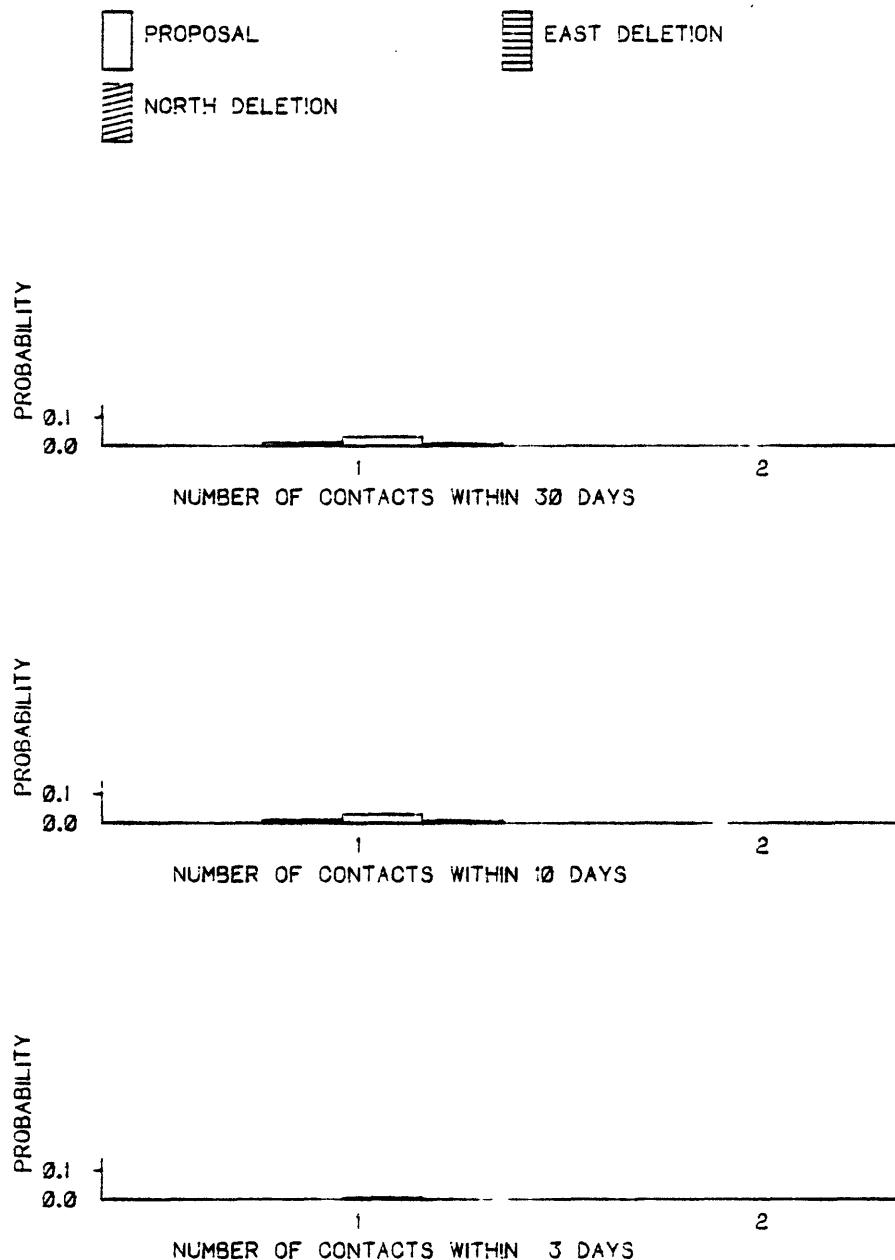 PROPOSAL
EAST DELETION
NORTH DELETION
PROBABILITY
0.1
0.0
1 2
NUMBER OF CONTACTS WITHIN 30 DAYS
PROBABILITY
0.1
0.0
1 2
NUMBER OF CONTACTS WITHIN 10 DAYS
PROBABILITY
0.1
0.0
1 2
NUMBER OF CONTACTS WITHIN 3 DAYS